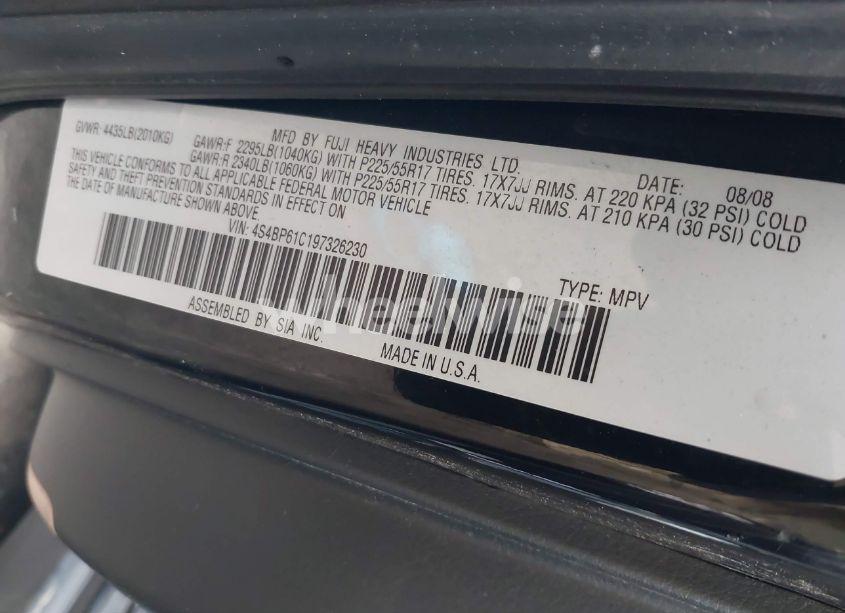 MFD BY FUJI HEAVY INDUSTRIES LTD. DATE: 08/08
GVWR: 4435LB(2010KG)
GAWR:F 2295LB(1040KG) WITH P225/55R17 TIRES. 17X7JJ RIMS. AT 220 KPA (32 PSI) COLD
GAWR:R 2340LB(1060KG) WITH P225/55R17 TIRES. 17X7JJ RIMS. AT 210 KPA (30 PSI) COLD
THIS VEHICLE CONFORMS TO ALL APPLICABLE FEDERAL MOTOR VEHICLE
SAFETY AND THEFT PREVENTION STANDARDS IN EFFECT ON
THE DATE OF MANUFACTURE SHOWN ABOVE.
VIN: 4S4BP61C197326230
TYPE: MPV
wheelwise
ASSEMBLED BY SIA INC.
MADE IN U.S.A.